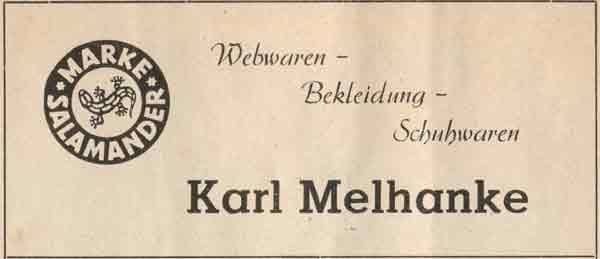 MARKE
SALAMANDER
Webwaren –
Bekleidung –
Schuhwaren
Karl Melhanke